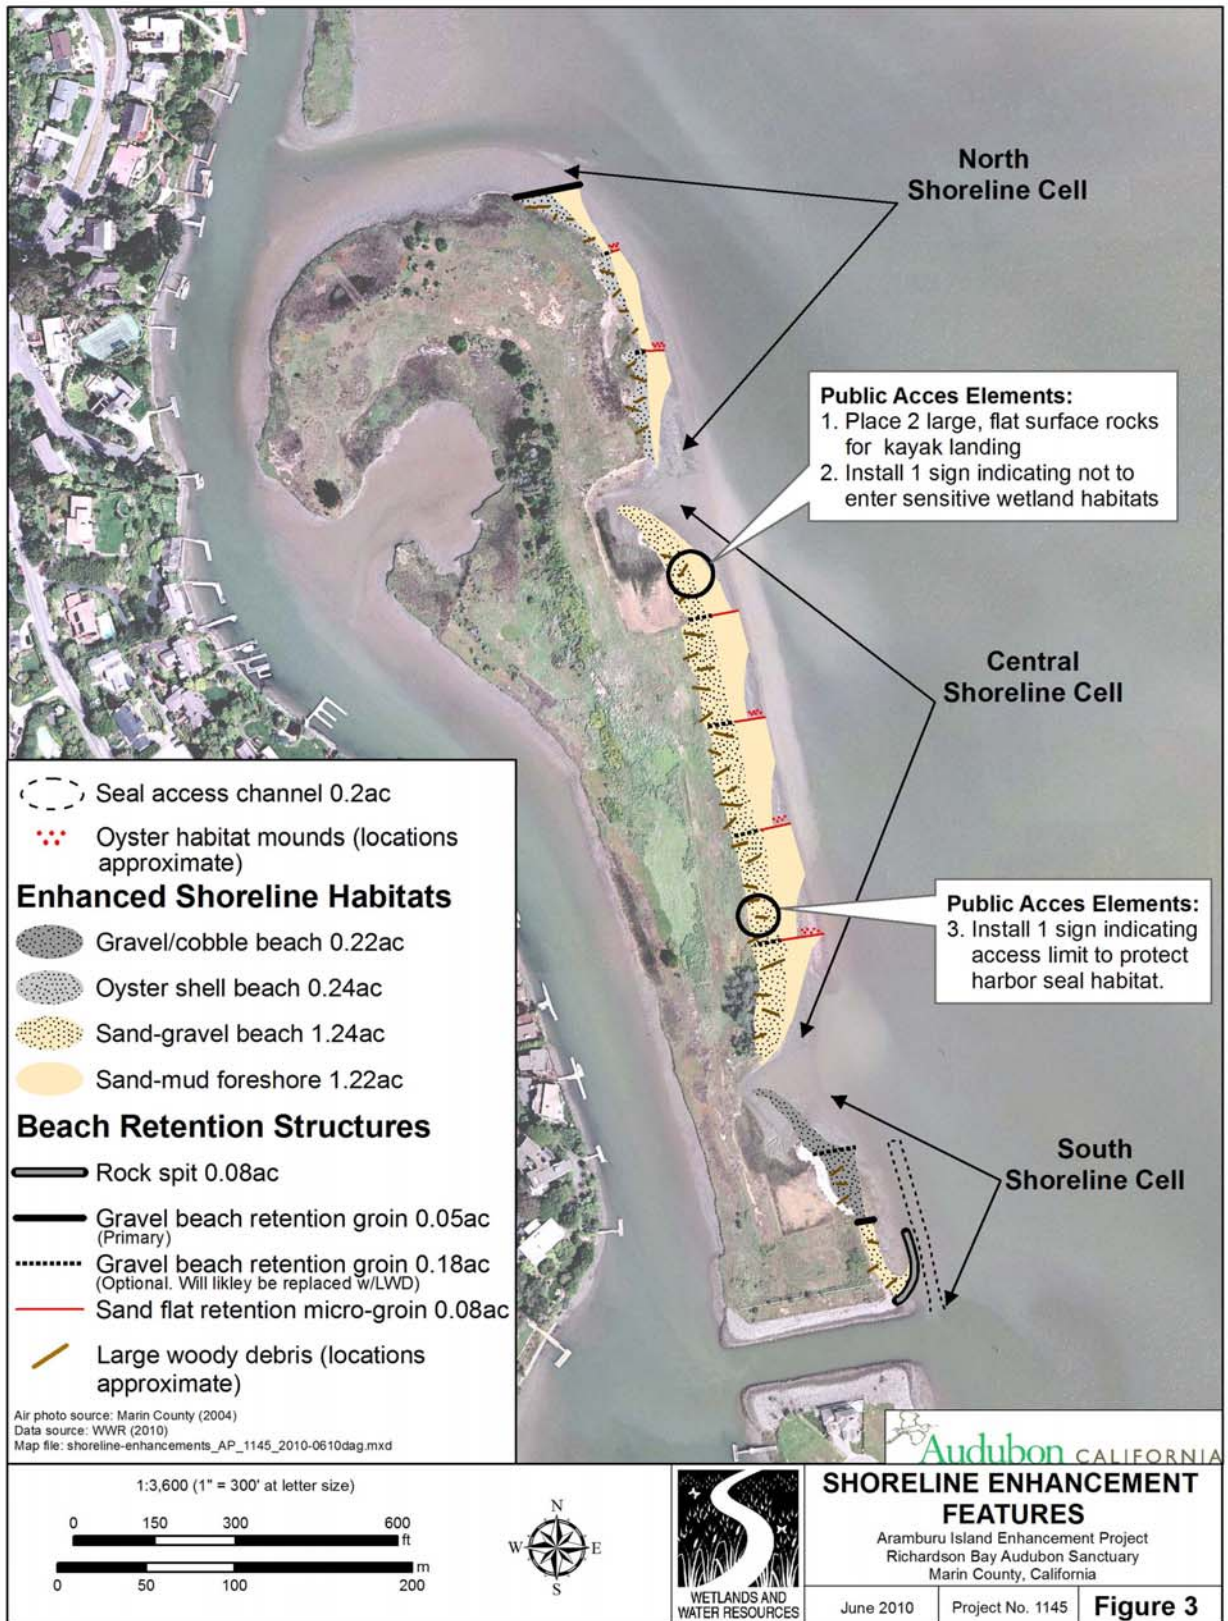 North
Shoreline Cell
Public Acces Elements:
1. Place 2 large, flat surface rocks
for kayak landing
2. Install 1 sign indicating not to
enter sensitive wetland habitats
Central
Shoreline Cell
Public Acces Elements:
3. Install 1 sign indicating
access limit to protect
harbor seal habitat.
South
Shoreline Cell
Seal access channel 0.2ac
Oyster habitat mounds (locations
approximate)
Enhanced Shoreline Habitats
Gravel/cobble beach 0.22ac
Oyster shell beach 0.24ac
Sand-gravel beach 1.24ac
Sand-mud foreshore 1.22ac
Beach Retention Structures
Rock spit 0.08ac
Gravel beach retention groin 0.05ac
(Primary)
Gravel beach retention groin 0.18ac
(Optional. Will likley be replaced w/LWD)
Sand flat retention micro-groin 0.08ac
Large woody debris (locations
approximate)
Air photo source: Marin County (2004)
Data source: WWR (2010)
Map file: shoreline-enhancements_AP_1145_2010-0610dag.mxd
Audubon CALIFORNIA
1:3,600 (1" = 300' at letter size)
0 150 300 600
ft
m
0 50 100 200
N
W E
S
WETLANDS AND
WATER RESOURCES
SHORELINE ENHANCEMENT
FEATURES
Aramburu Island Enhancement Project
Richardson Bay Audubon Sanctuary
Marin County, California
June 2010 Project No. 1145 Figure 3